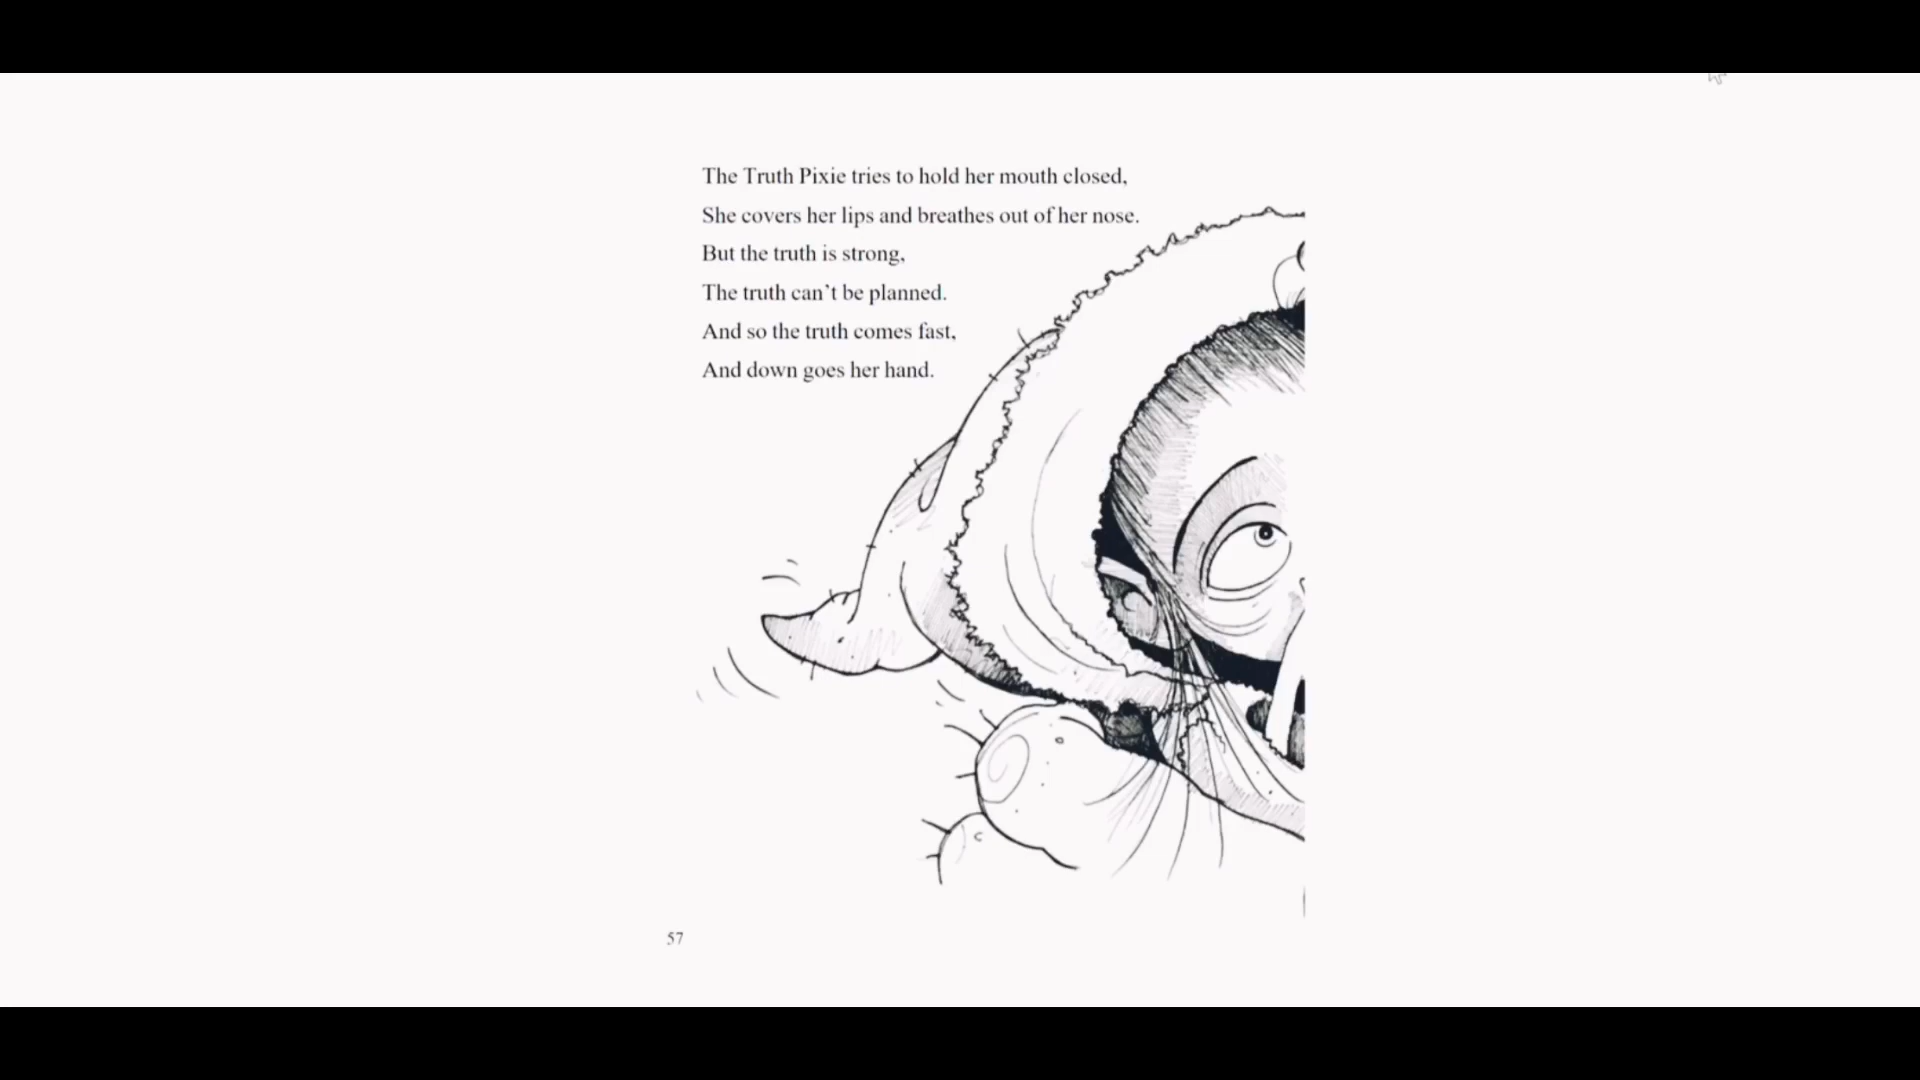 The Truth Pixie tries to hold her mouth closed,
She covers her lips and breathes out of her nose.
But the truth is strong,
The truth can’t be planned.
And so the truth comes fast,
And down goes her hand.
57